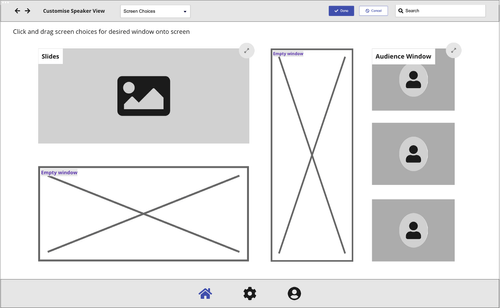 Customise Speaker View
Screen Choices
Done
Cancel
Search
Click and drag screen choices for desired window onto screen
Slides
Empty window
Audience Window
Empty window